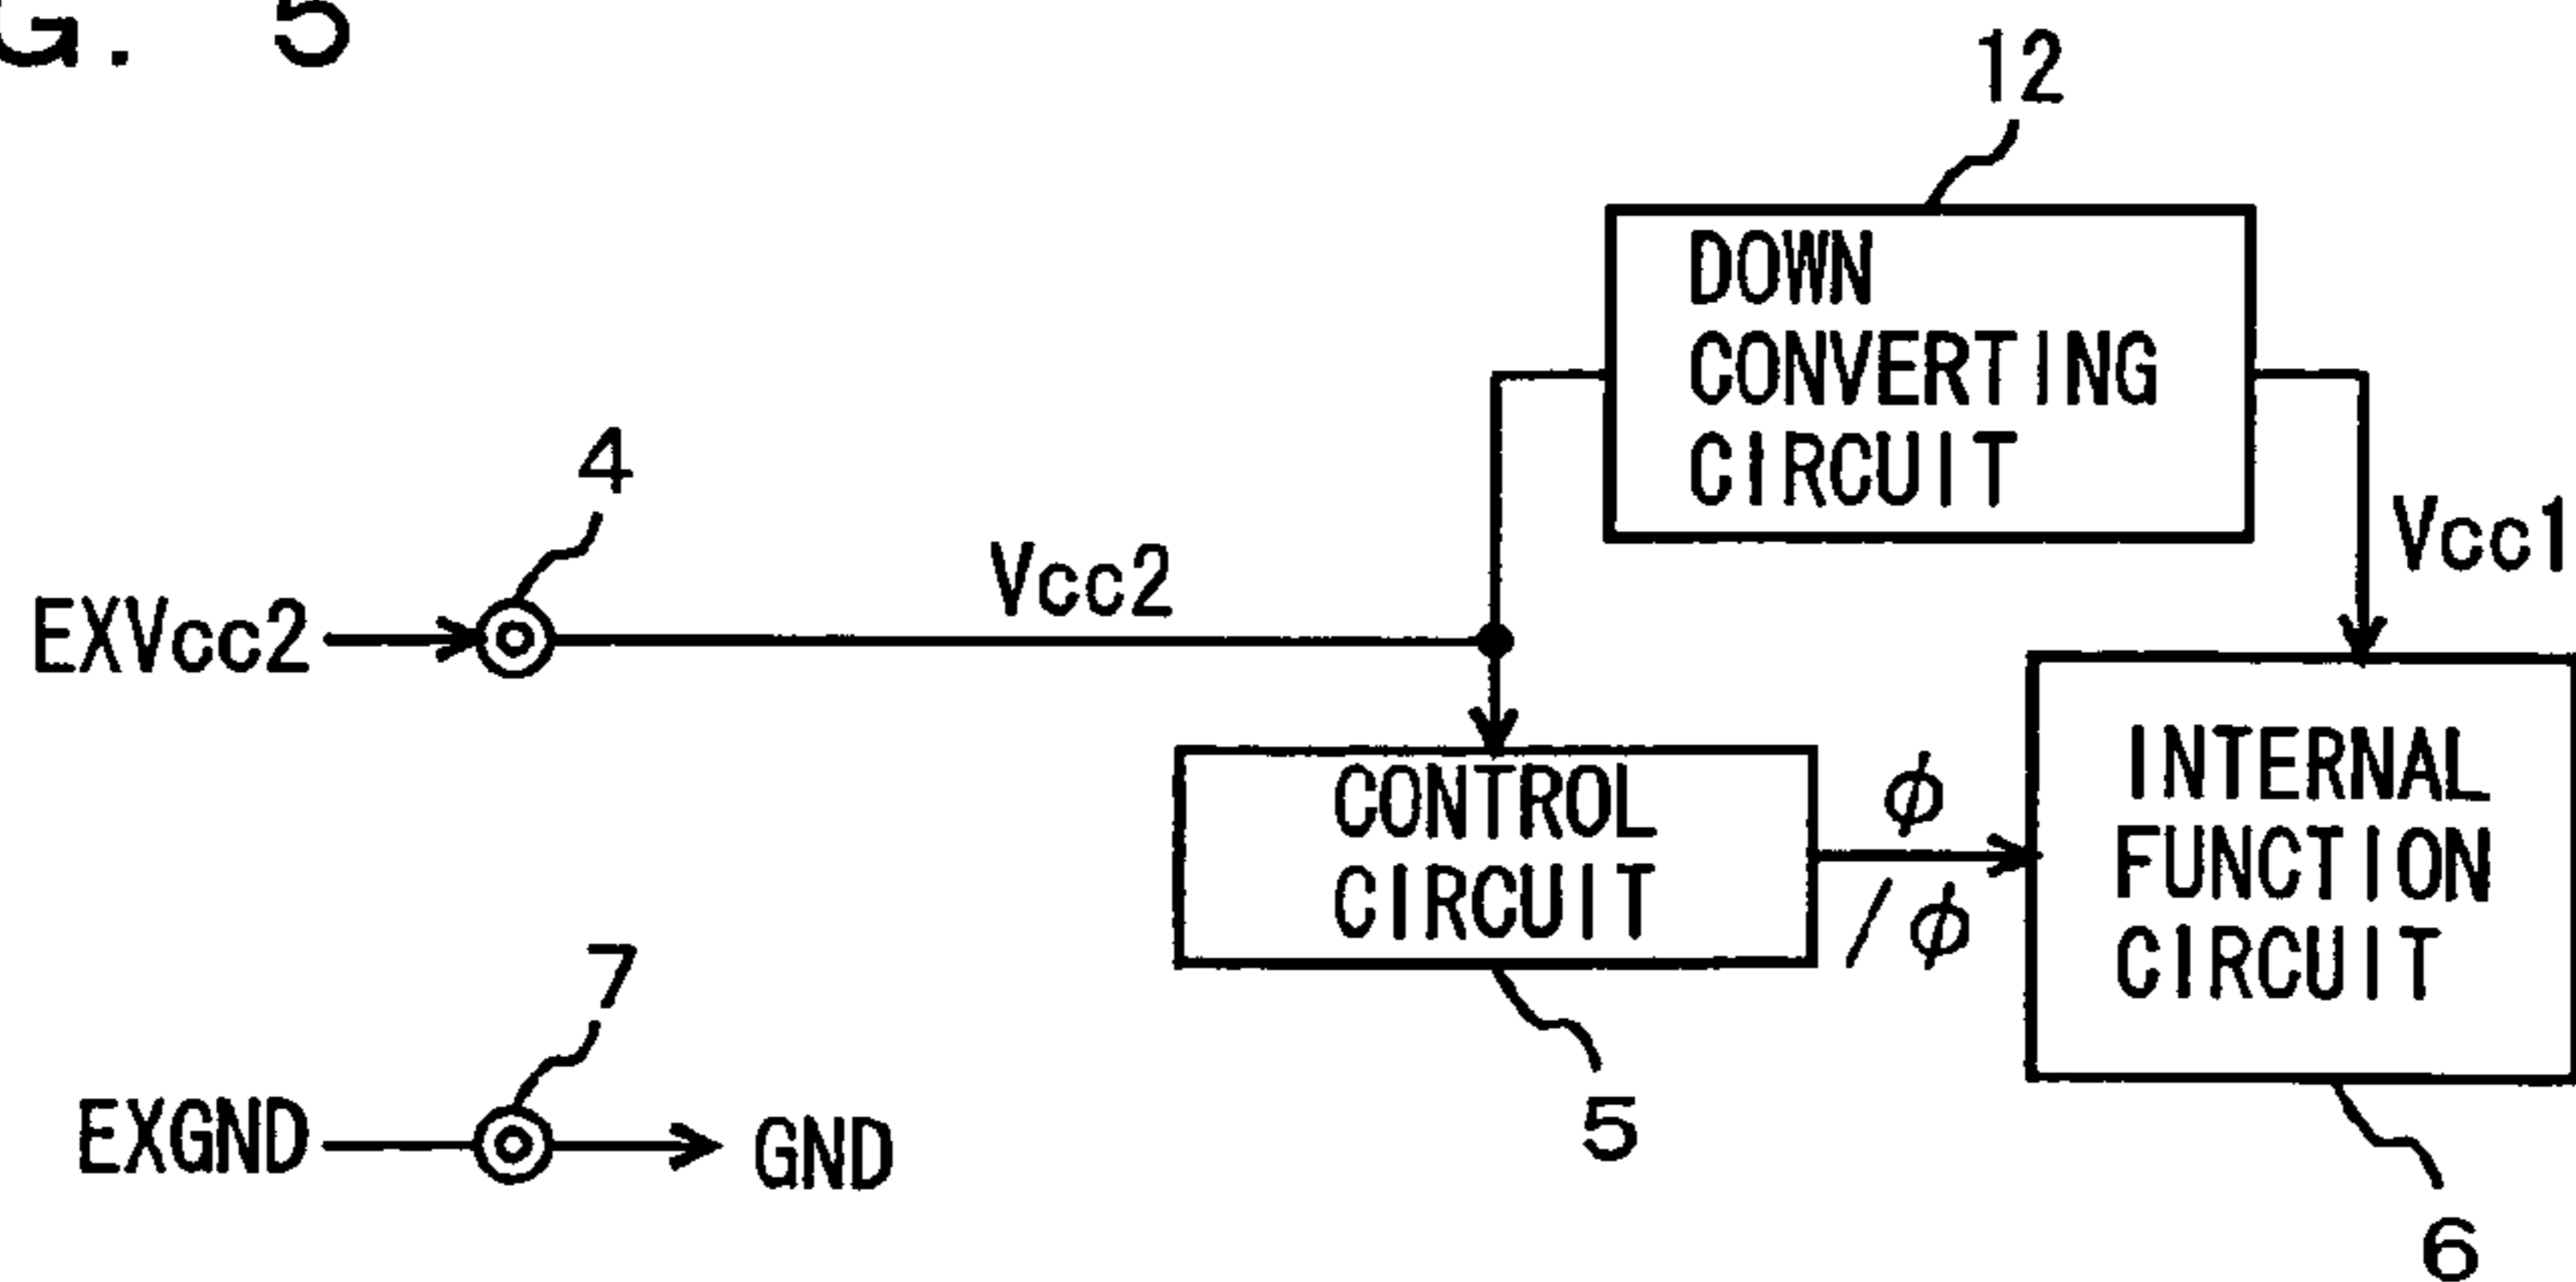 G. 5
12
DOWN
CONVERTING
CIRCUIT
4
Vcc2
Vcc1
EXVcc2
CONTROL
CIRCUIT
φ
/φ
INTERNAL
FUNCTION
CIRCUIT
7
5
EXGND
GND
6